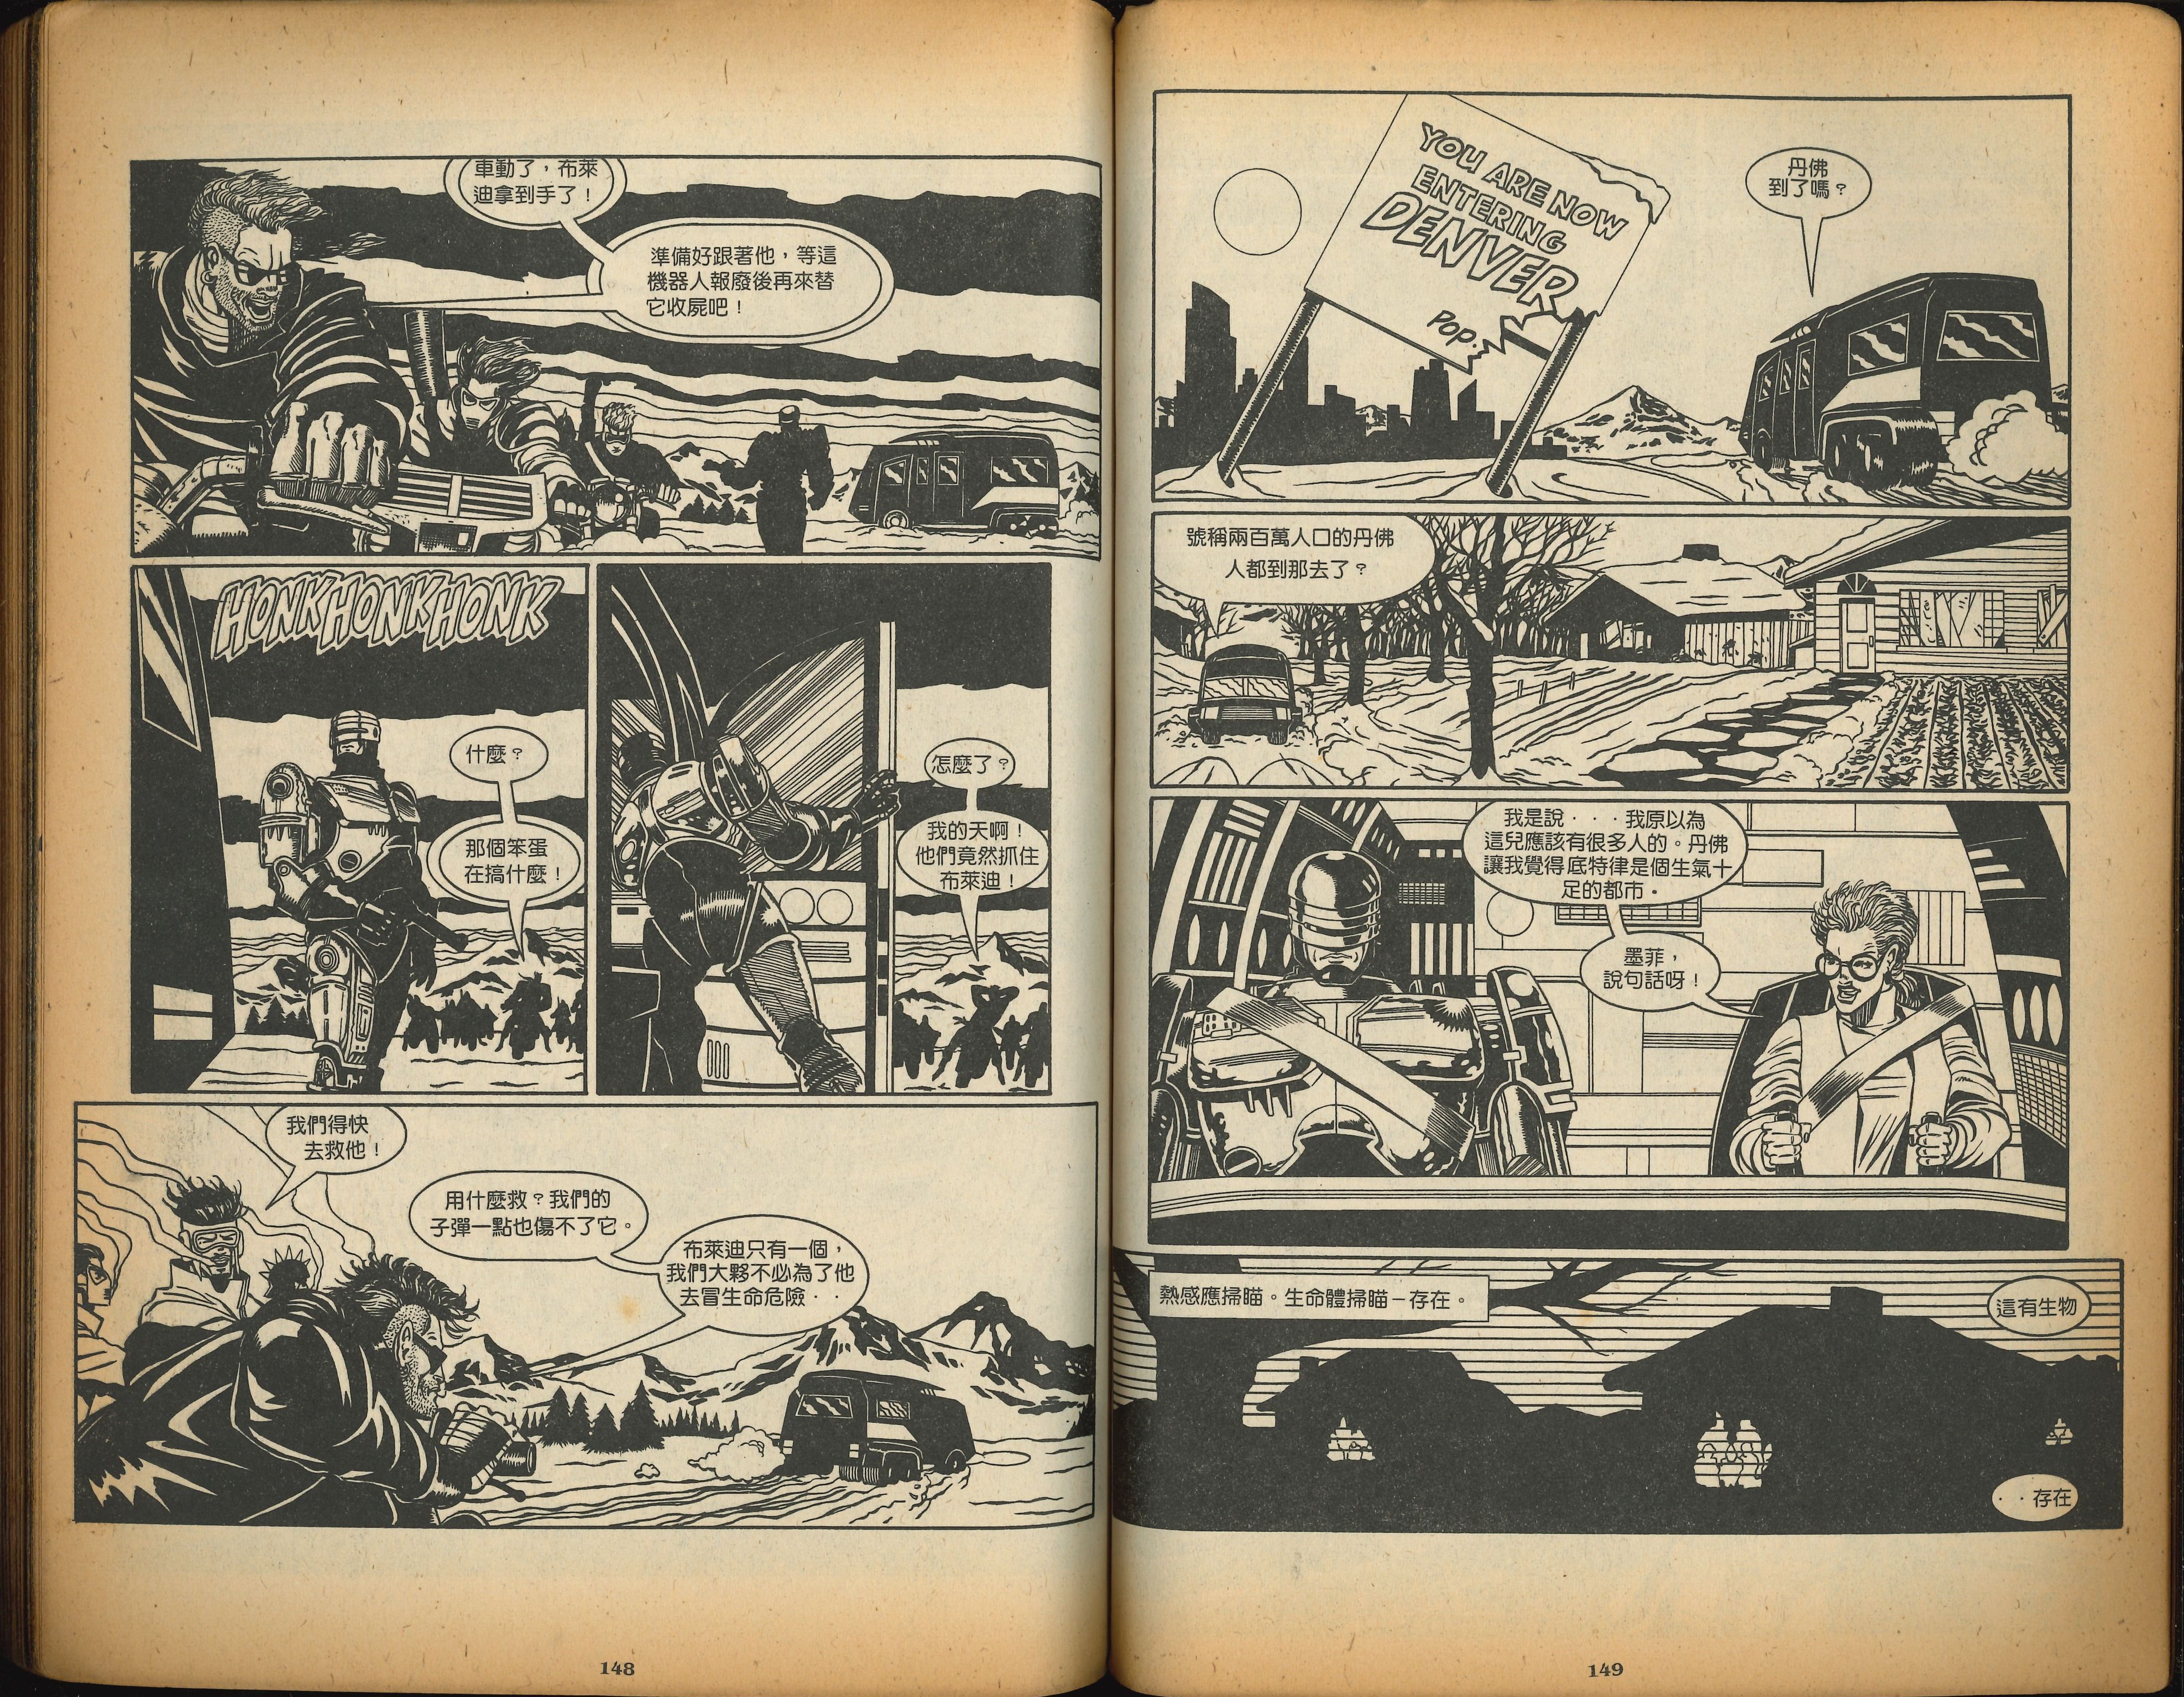 車動了，布萊
迪拿到手了！
準備好跟著他，等這
機器人報廢後再來替
它收屍吧！
HONKHONKHONK
什麼？
那個笨蛋
在搞什麼！
怎麼了？
我的天啊！
他們竟然抓住
布萊迪！
我們得快
去救他！
用什麼救？我們的
子彈一點也傷不了它。
布萊迪只有一個，
我們大夥不必為了他
去冒生命危險··
148
YOU ARE NOW
ENTERING
DENVER
POP:
丹佛
到了嗎？
號稱兩百萬人口的丹佛
人都到那去了？
我是說···我原以為
這兒應該有很多人的。丹佛
讓我覺得底特律是個生氣十
足的都市·
墨菲，
說句話呀！
熱感應掃瞄。生命體掃瞄－存在。
這有生物
··存在
149